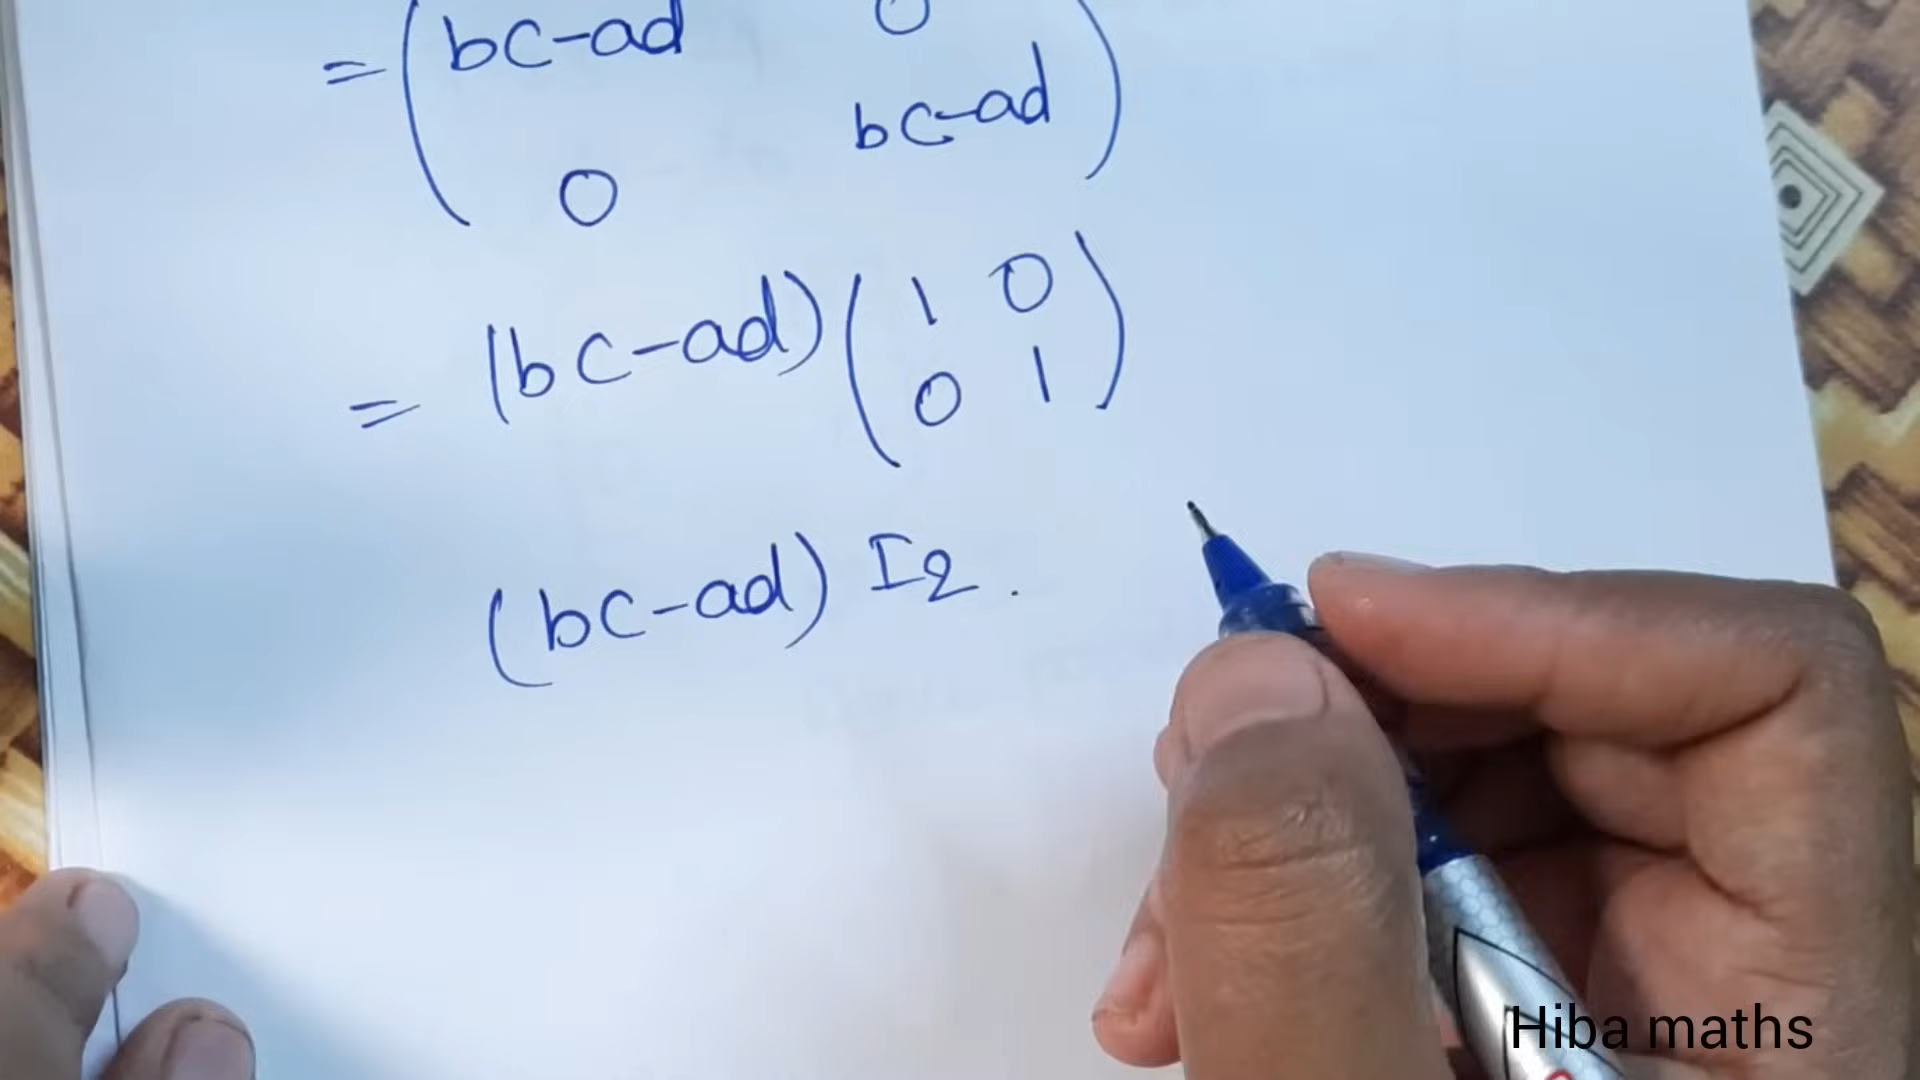 = ( bc-ad 0
0 bc-ad )
= (bc-ad) ( 1 0
0 1 )
(bc-ad) I₂ .
Hiba maths